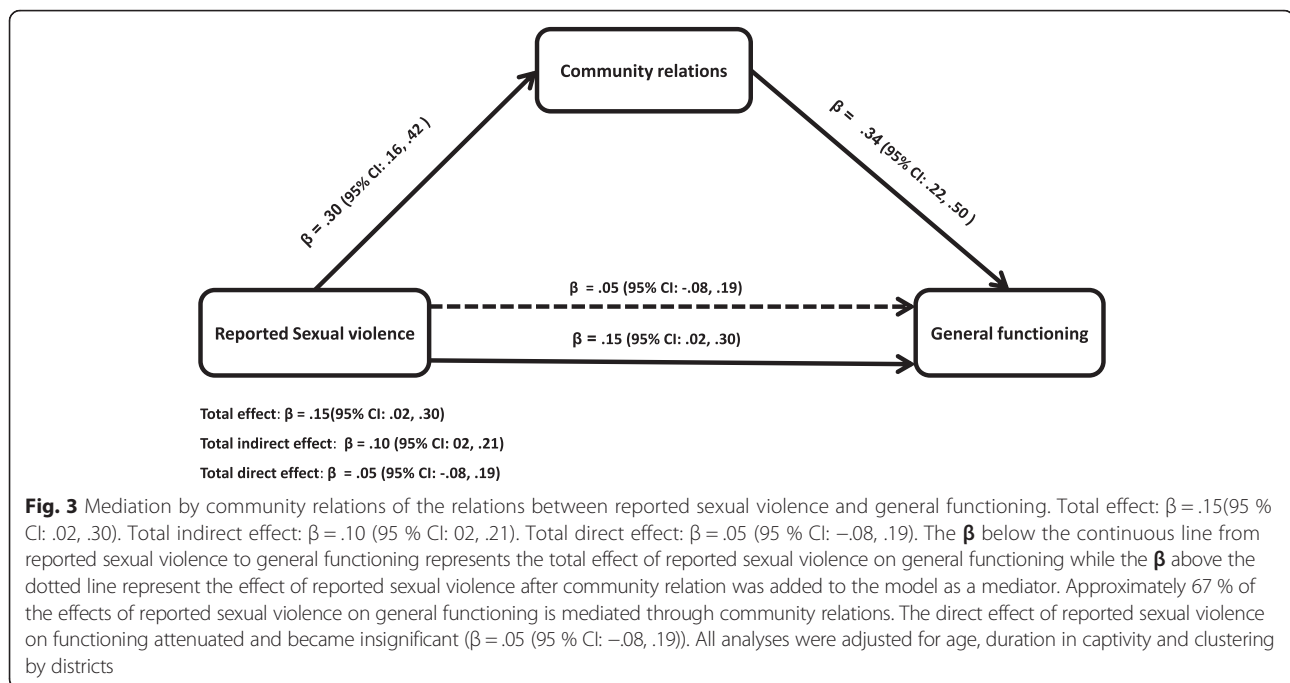 Community relations
β = .30 (95% CI: .16, .42)
β = .34 (95% CI: .22, .50)
β = .05 (95% CI: -.08, .19)
Reported Sexual violence
General functioning
β = .15 (95% CI: .02, .30)
Total effect: β = .15(95% CI: .02, .30)
Total indirect effect: β = .10 (95% CI: 02, .21)
Total direct effect: β = .05 (95% CI: -.08, .19)
Fig. 3 Mediation by community relations of the relations between reported sexual violence and general functioning. Total effect: β = .15(95 %
CI: .02, .30). Total indirect effect: β = .10 (95 % CI: 02, .21). Total direct effect: β = .05 (95 % CI: −.08, .19). The β below the continuous line from
reported sexual violence to general functioning represents the total effect of reported sexual violence on general functioning while the β above the
dotted line represent the effect of reported sexual violence after community relation was added to the model as a mediator. Approximately 67 % of
the effects of reported sexual violence on general functioning is mediated through community relations. The direct effect of reported sexual violence
on functioning attenuated and became insignificant (β = .05 (95 % CI: −.08, .19)). All analyses were adjusted for age, duration in captivity and clustering
by districts